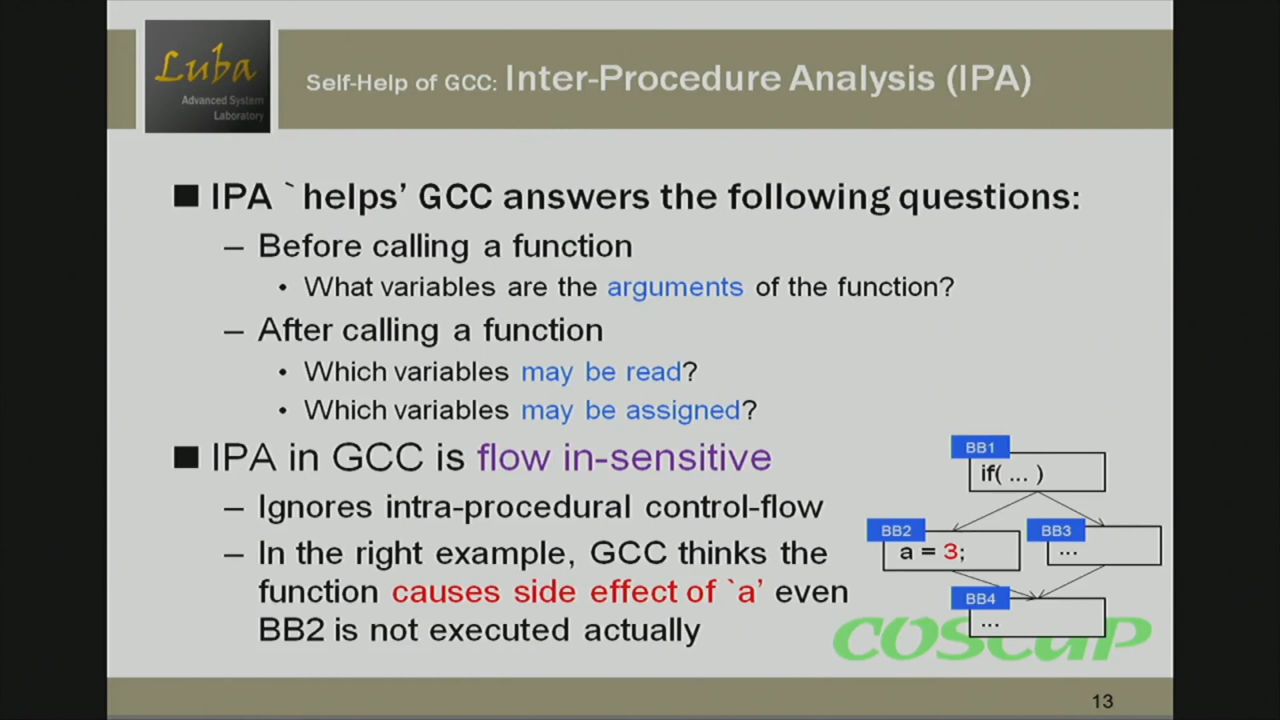 Luba
Advanced System
Laboratory
Self-Help of GCC: Inter-Procedure Analysis (IPA)
■ IPA `helps’ GCC answers the following questions:
– Before calling a function
• What variables are the arguments of the function?
– After calling a function
• Which variables may be read?
• Which variables may be assigned?
■ IPA in GCC is flow in-sensitive
– Ignores intra-procedural control-flow
– In the right example, GCC thinks the
function causes side effect of `a’ even
BB2 is not executed actually
BB1
if( ... )
BB2
a = 3;
BB3
...
BB4
...
COSCUP
13